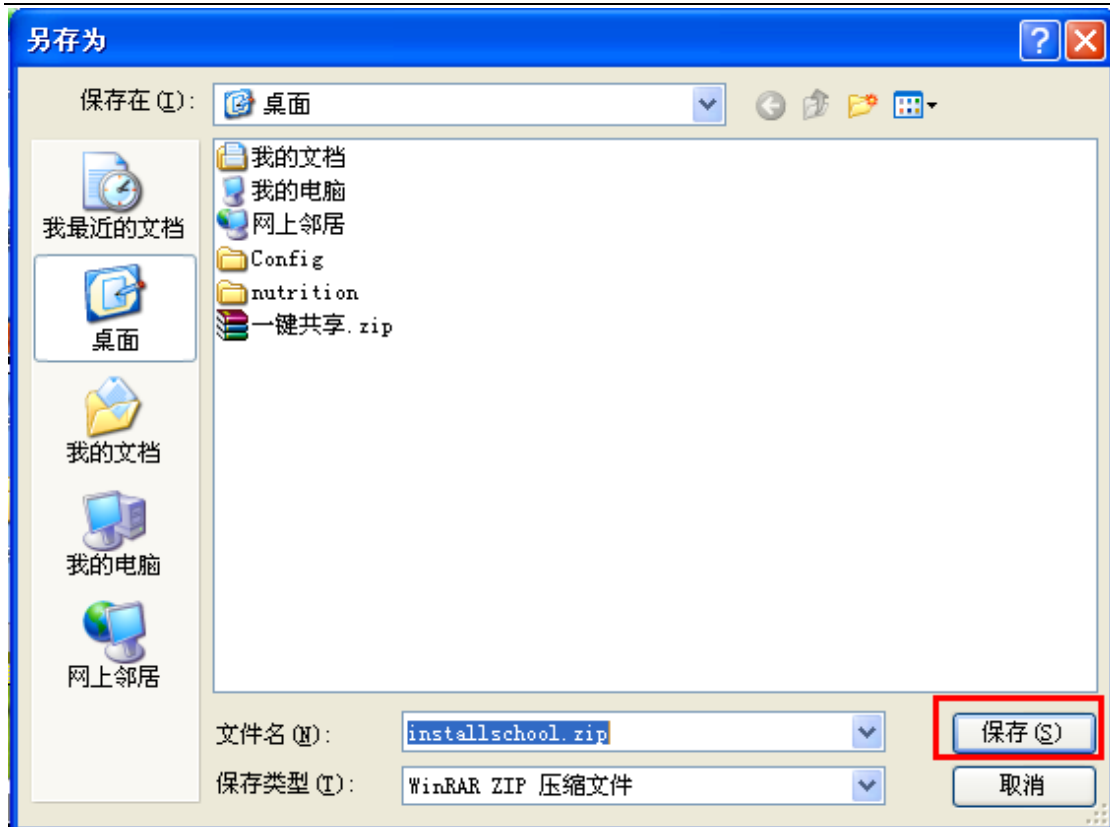 另存为
保存在(I):
桌面
我最近的文档
桌面
我的文档
我的电脑
网上邻居
我的文档
我的电脑
网上邻居
Config
nutrition
一键共享.zip
文件名(N):
installschool.zip
保存(S)
保存类型(T):
WinRAR ZIP 压缩文件
取消